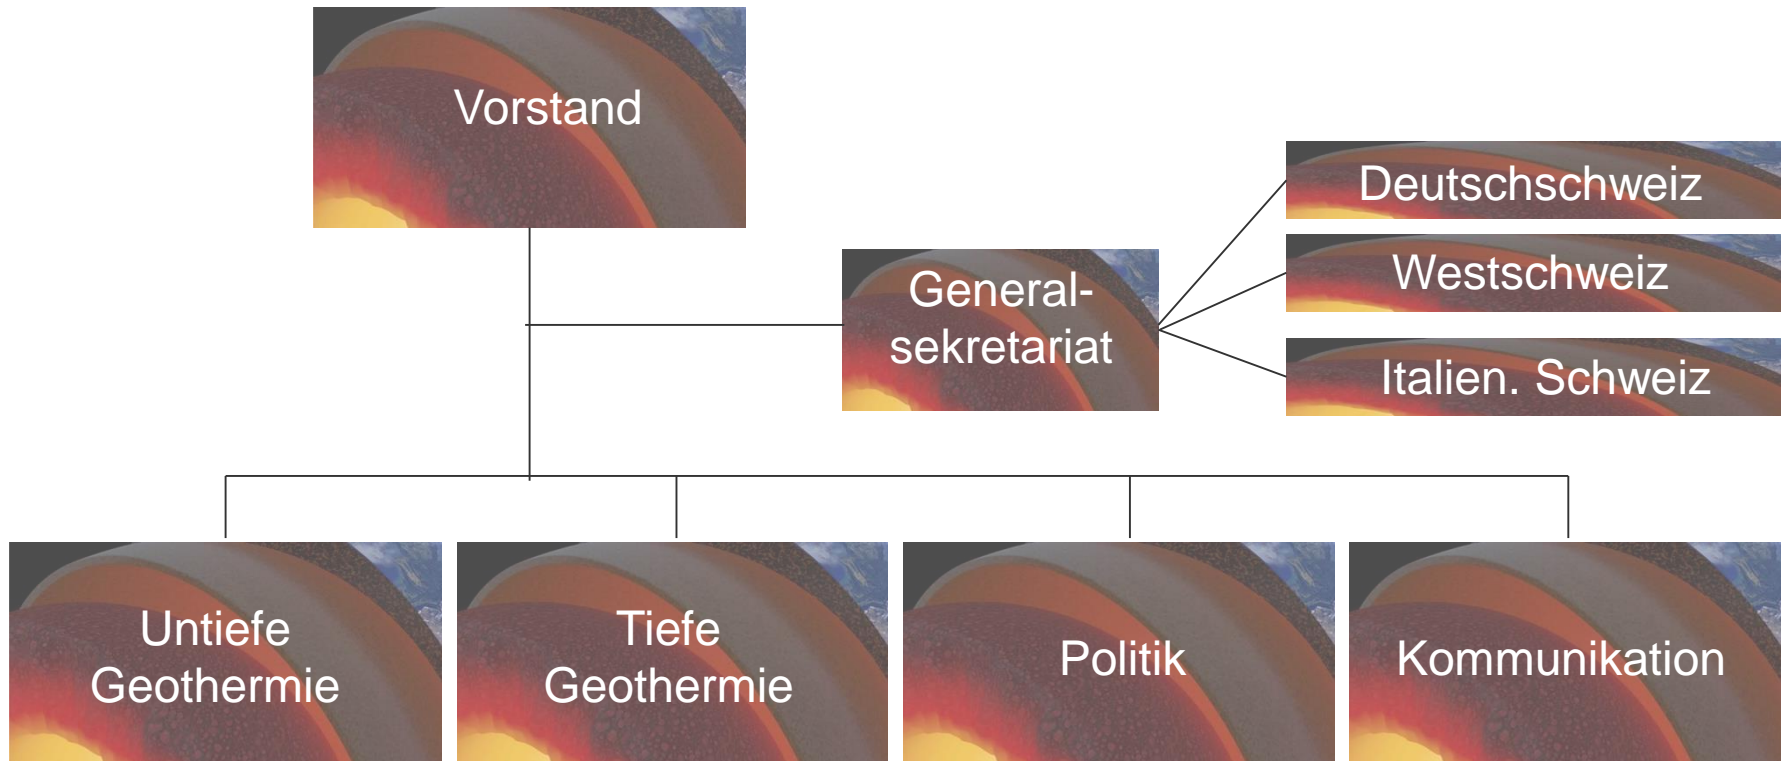 Vorstand
Deutschschweiz
Westschweiz
General-
sekretariat
Italien. Schweiz
Untiefe
Geothermie
Tiefe
Geothermie
Politik
Kommunikation